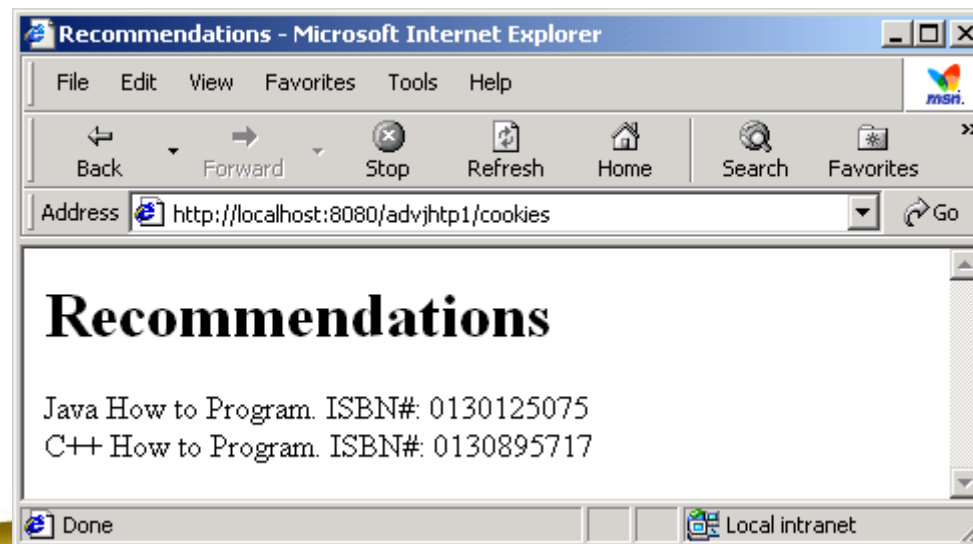 Recommendations - Microsoft Internet Explorer
File Edit View Favorites Tools Help
msn.
Back Forward Stop Refresh Home Search Favorites »
Address http://localhost:8080/advjhtp1/cookies Go
Recommendations
Java How to Program. ISBN#: 0130125075
C++ How to Program. ISBN#: 0130895717
Done Local intranet